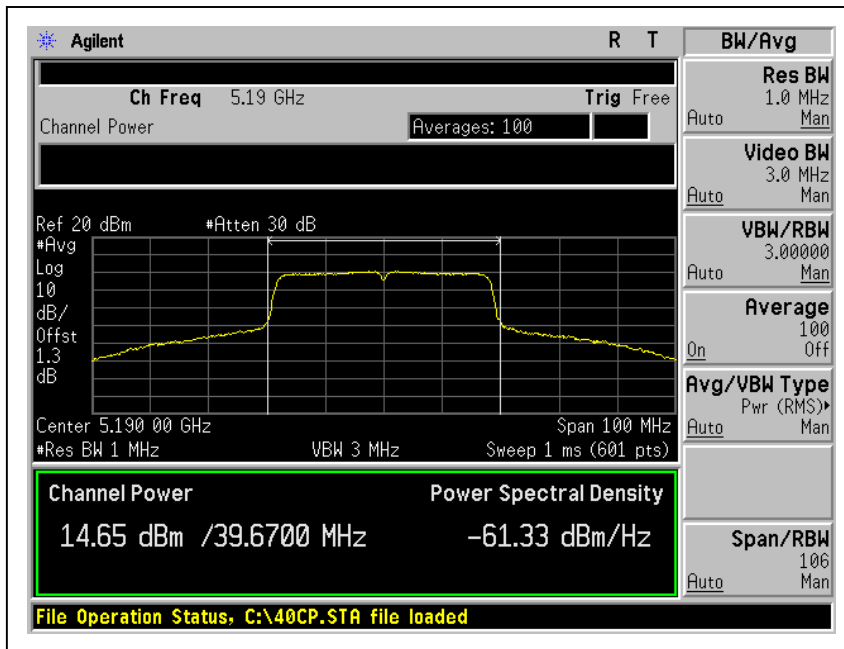 Agilent R T
Ch Freq 5.19 GHz Trig Free
Channel Power Averages: 100
Ref 20 dBm #Atten 30 dB
#Avg
Log
10
dB/
Offst
1.3
dB
Center 5.190 00 GHz Span 100 MHz
#Res BW 1 MHz VBW 3 MHz Sweep 1 ms (601 pts)
Channel Power Power Spectral Density
14.65 dBm /39.6700 MHz -61.33 dBm/Hz
File Operation Status, C:\40CP.STA file loaded
BW/Avg
Res BW
1.0 MHz
Auto Man
Video BW
3.0 MHz
Auto Man
VBW/RBW
3.00000
Auto Man
Average
100
On Off
Avg/VBW Type
Pwr (RMS)▸
Auto Man
Span/RBW
106
Auto Man